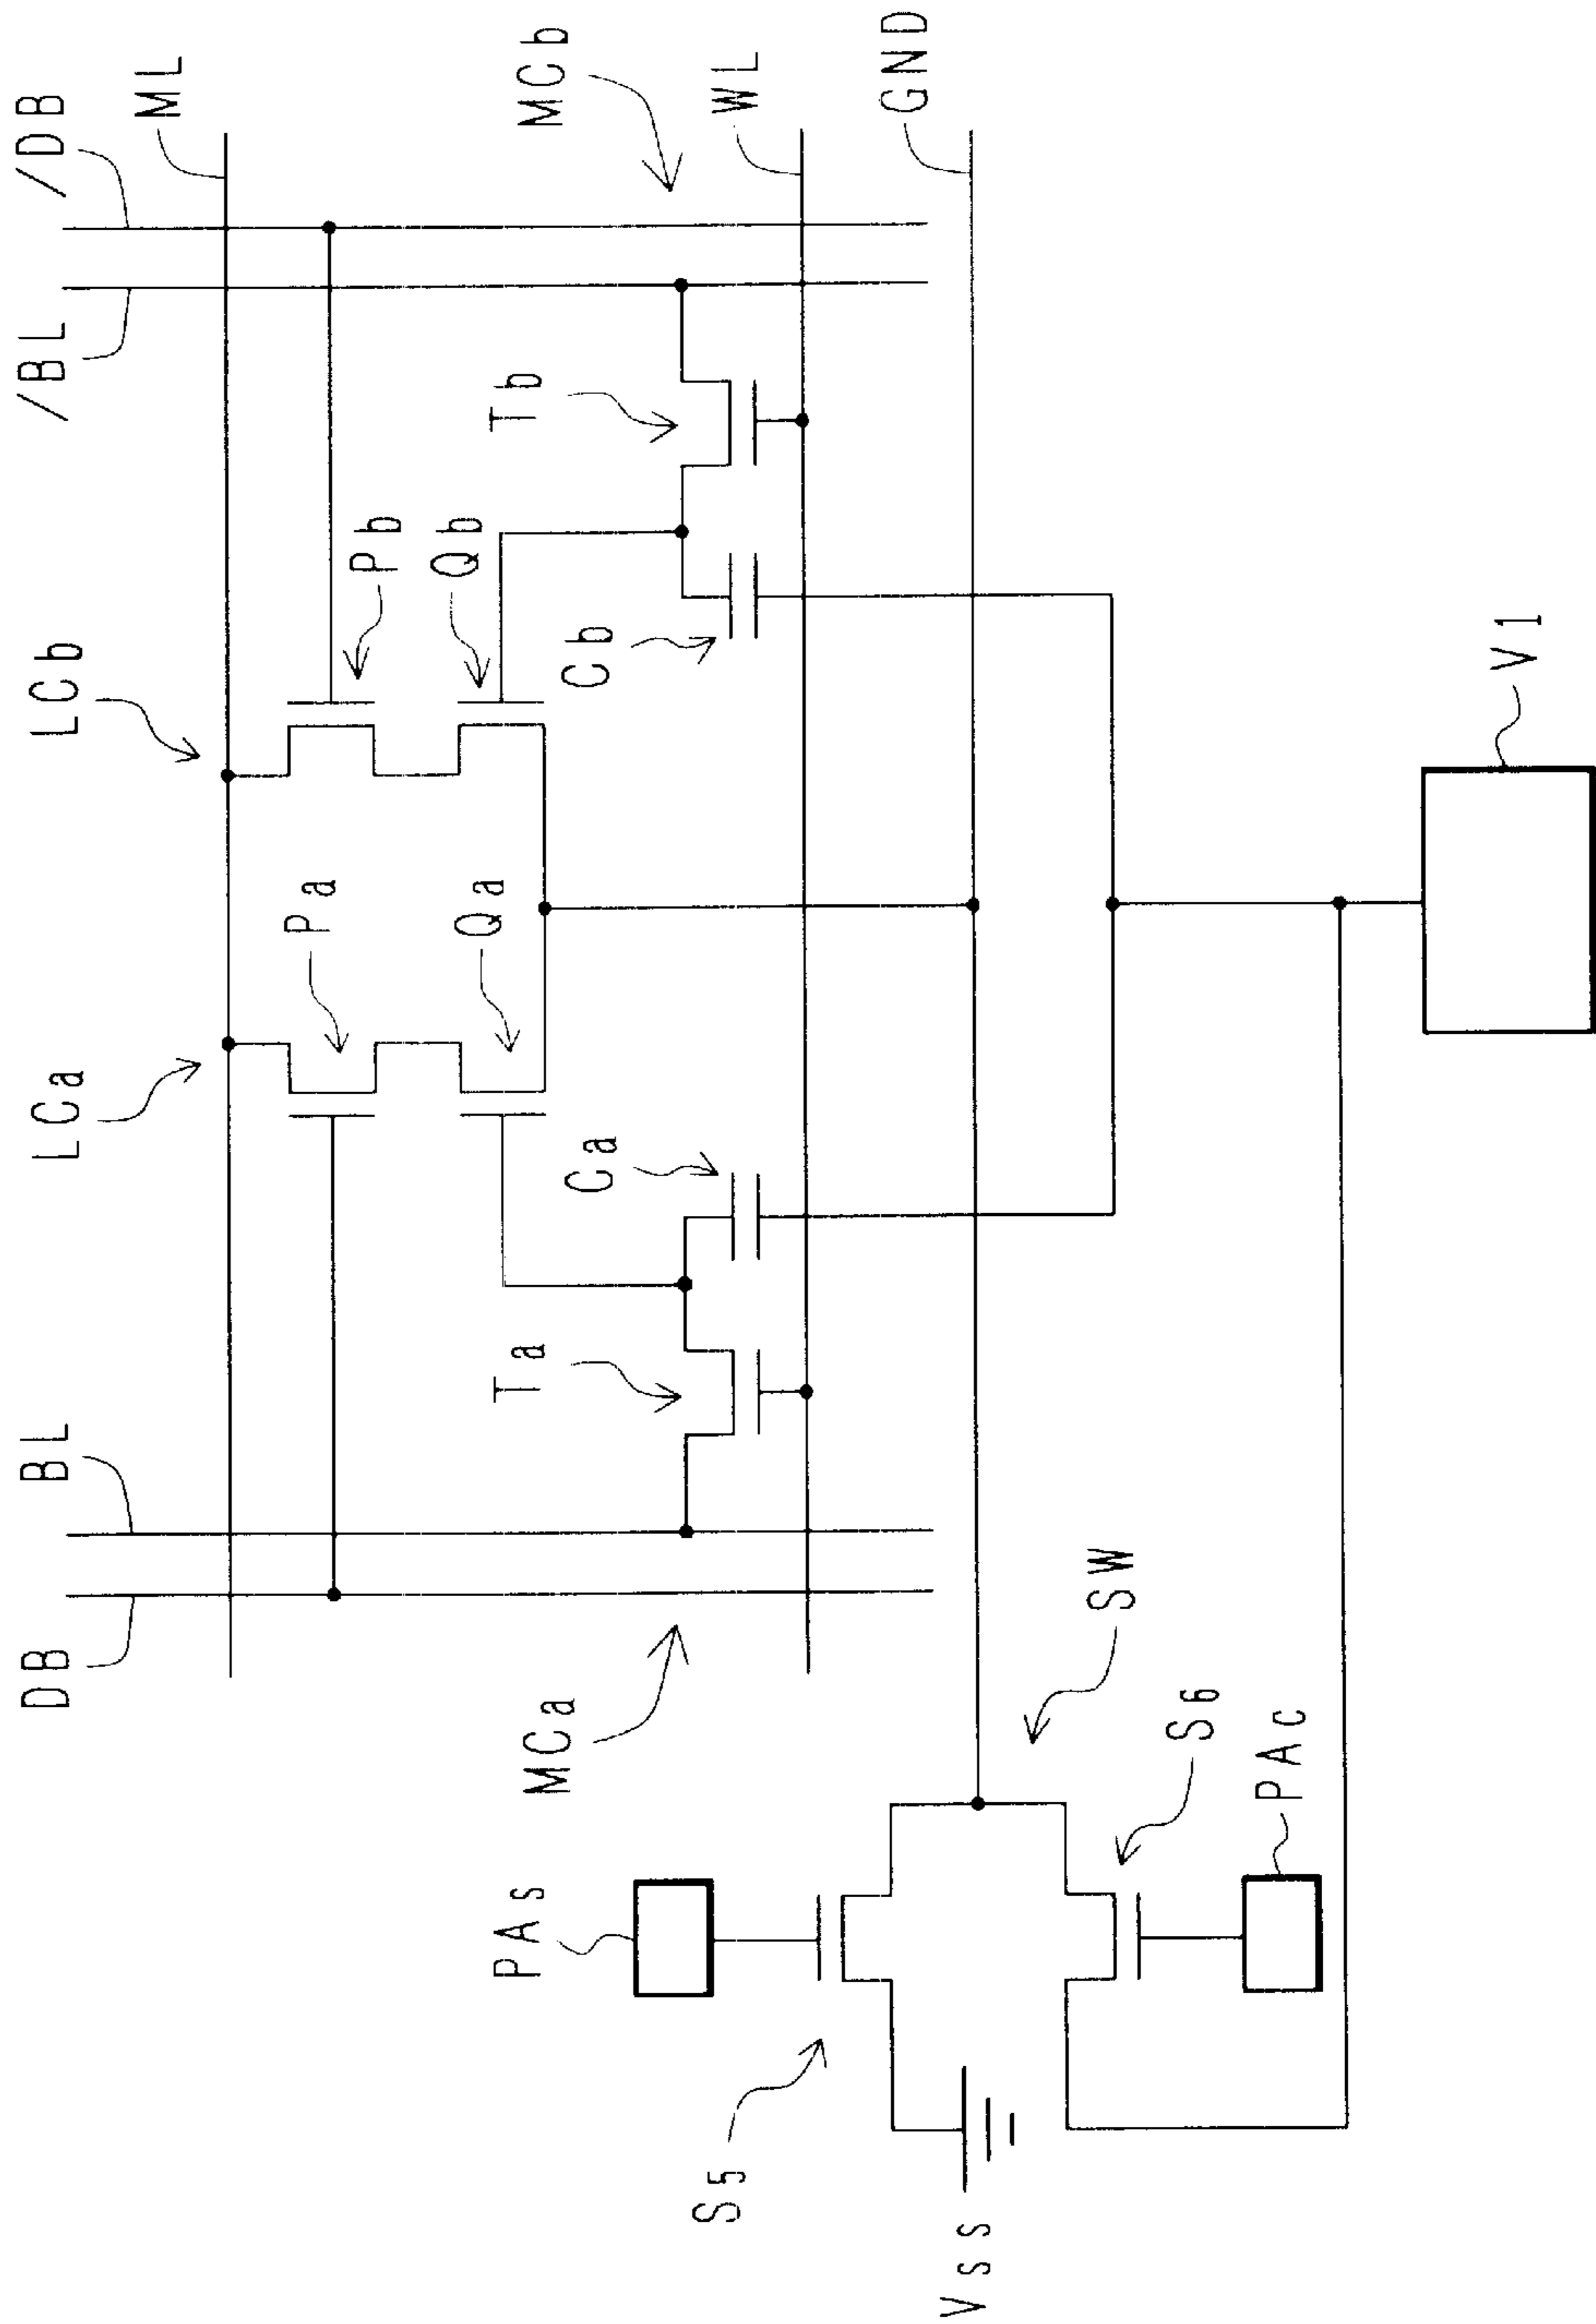 /DB
ML
/BL
MCb
WL
GND
LCb
Pb
Qb
Tb
Cb
LCa
Pa
Qa
Ca
Ta
V1
BL
DB
MCa
SW
PAs
S6
PAc
S5
Vss